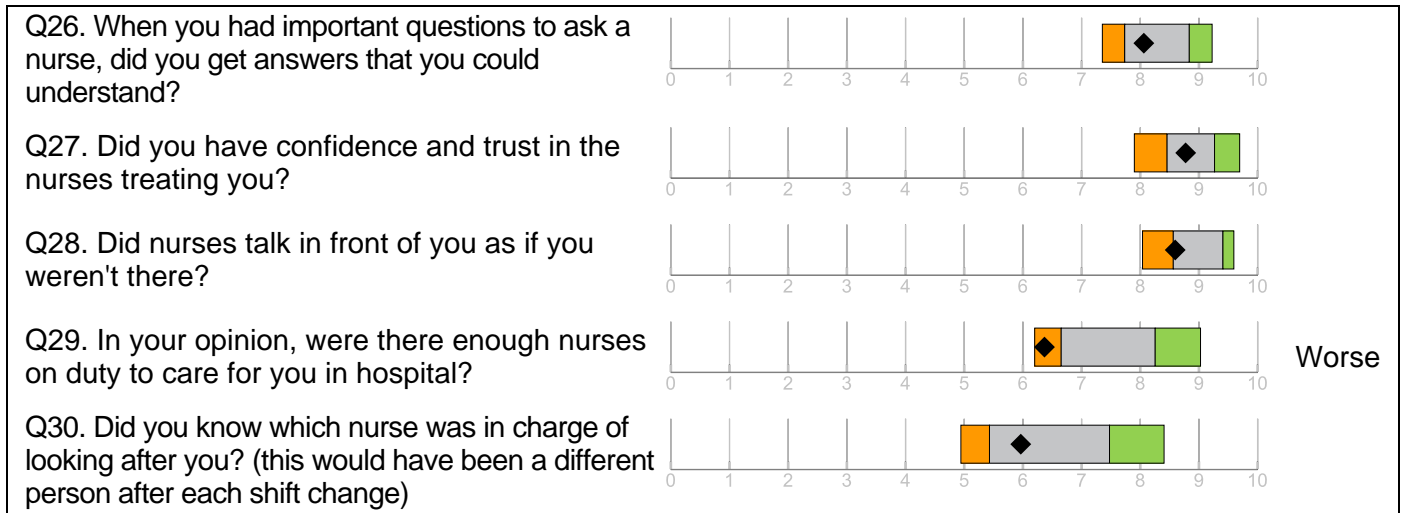 Q26. When you had important questions to ask a
nurse, did you get answers that you could
understand?
0 1 2 3 4 5 6 7 8 9 10
Q27. Did you have confidence and trust in the
nurses treating you?
0 1 2 3 4 5 6 7 8 9 10
Q28. Did nurses talk in front of you as if you
weren't there?
0 1 2 3 4 5 6 7 8 9 10
Q29. In your opinion, were there enough nurses
on duty to care for you in hospital?
0 1 2 3 4 5 6 7 8 9 10
Worse
Q30. Did you know which nurse was in charge of
looking after you? (this would have been a different
person after each shift change)
0 1 2 3 4 5 6 7 8 9 10